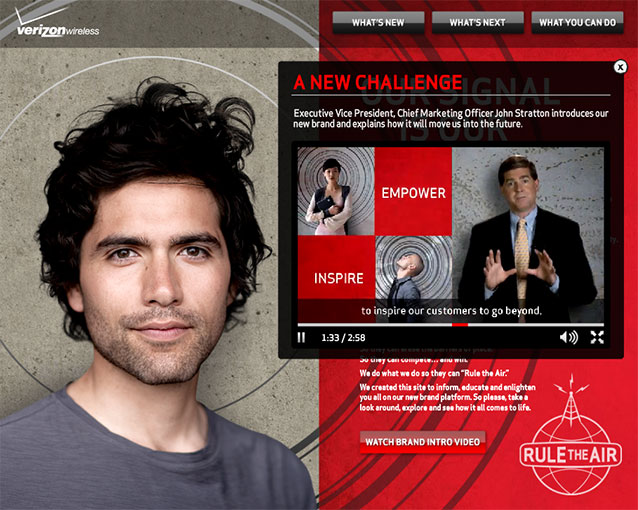 verizonwireless
WHAT'S NEW
WHAT'S NEXT
WHAT YOU CAN DO
X
A NEW CHALLENGE
OUR SIGNAL
IS OUR
Executive Vice President, Chief Marketing Officer John Stratton introduces our
new brand and explains how it will move us into the future.
EMPOWER
INSPIRE
to inspire our customers to go beyond.
1:33 / 2:58
So they can compete... and win.
We do what we do so they can "Rule the Air."
We created this site to inform, educate and enlighten
you all on our new brand platform. So please, take a
look around, explore and see how it all comes to life.
WATCH BRAND INTRO VIDEO
RULE THE AIR